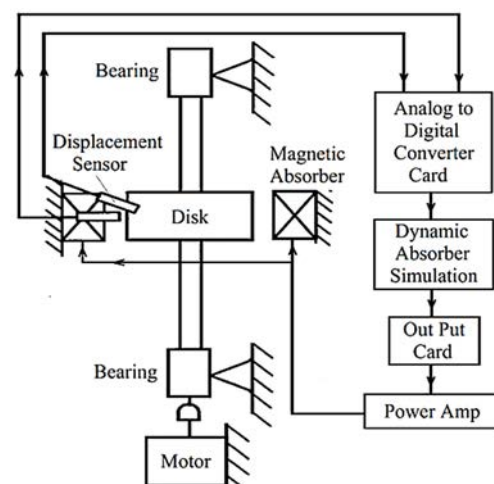 Bearing
Analog to
Digital
Converter
Card
Displacement
Sensor
Magnetic
Absorber
Disk
Dynamic
Absorber
Simulation
Out Put
Card
Bearing
Power Amp
Motor